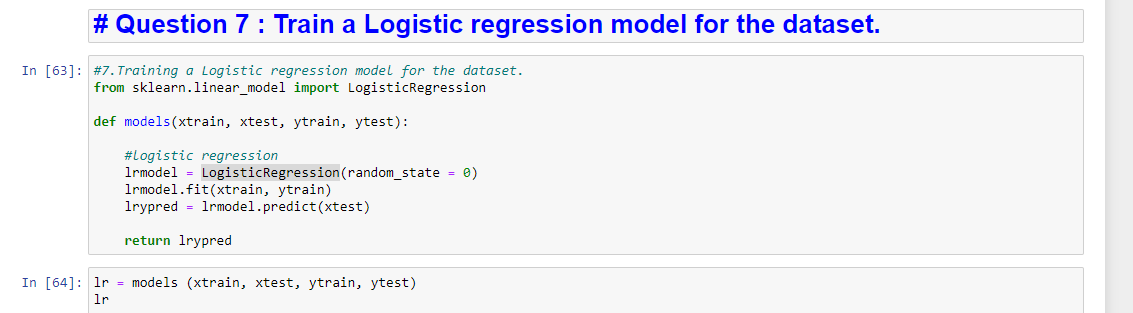 # Question 7 : Train a Logistic regression model for the dataset.
In [63]: #7.Training a Logistic regression model for the dataset.
from sklearn.linear_model import LogisticRegression
def models(xtrain, xtest, ytrain, ytest):
#logistic regression
lrmodel = LogisticRegression(random_state = 0)
lrmodel.fit(xtrain, ytrain)
lrypred = lrmodel.predict(xtest)
return lrypred
In [64]: lr = models (xtrain, xtest, ytrain, ytest)
lr